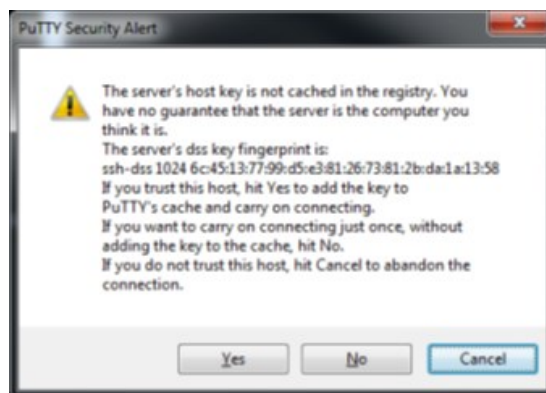 PuTTY Security Alert
The server's host key is not cached in the registry. You
have no guarantee that the server is the computer you
think it is.
The server's dss key fingerprint is:
ssh-dss 1024 6c:45:13:77:99:d5:e3:81:26:73:81:2b:da:1a:13:58
If you trust this host, hit Yes to add the key to
PuTTY's cache and carry on connecting.
If you want to carry on connecting just once, without
adding the key to the cache, hit No.
If you do not trust this host, hit Cancel to abandon the
connection.
Yes No Cancel